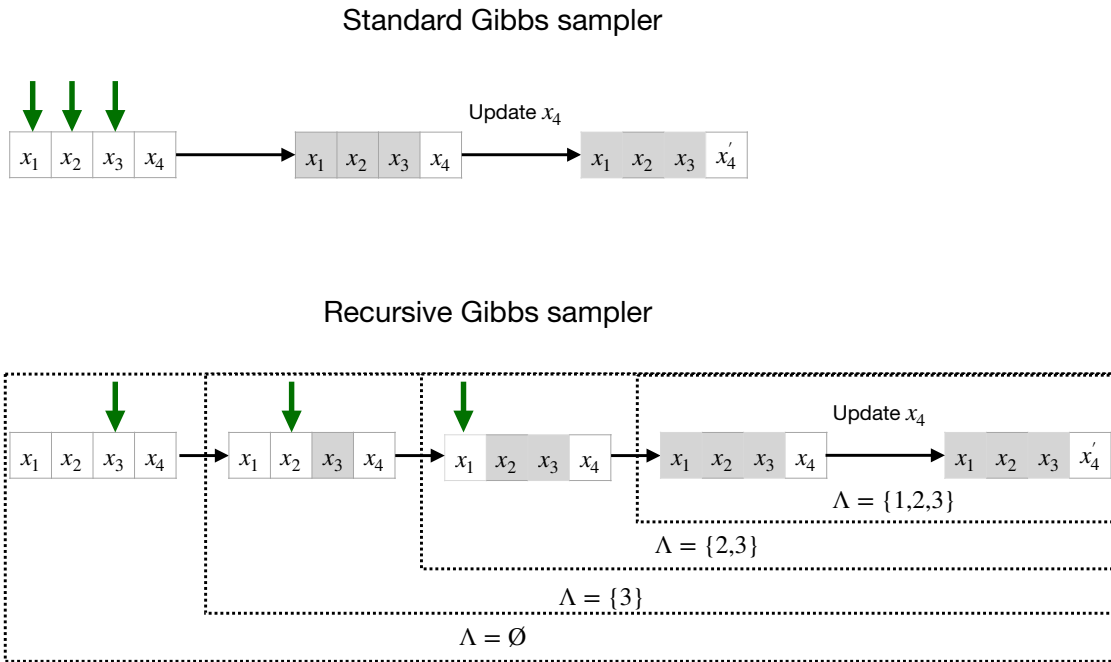 Standard Gibbs sampler
Update x₄
x₁ x₂ x₃ x₄ x₁ x₂ x₃ x₄ x₁ x₂ x₃ x₄′
Recursive Gibbs sampler
Update x₄
x₁ x₂ x₃ x₄ x₁ x₂ x₃ x₄ x₁ x₂ x₃ x₄ x₁ x₂ x₃ x₄ x₁ x₂ x₃ x₄′
Λ = {1,2,3}
Λ = {2,3}
Λ = {3}
Λ = Ø